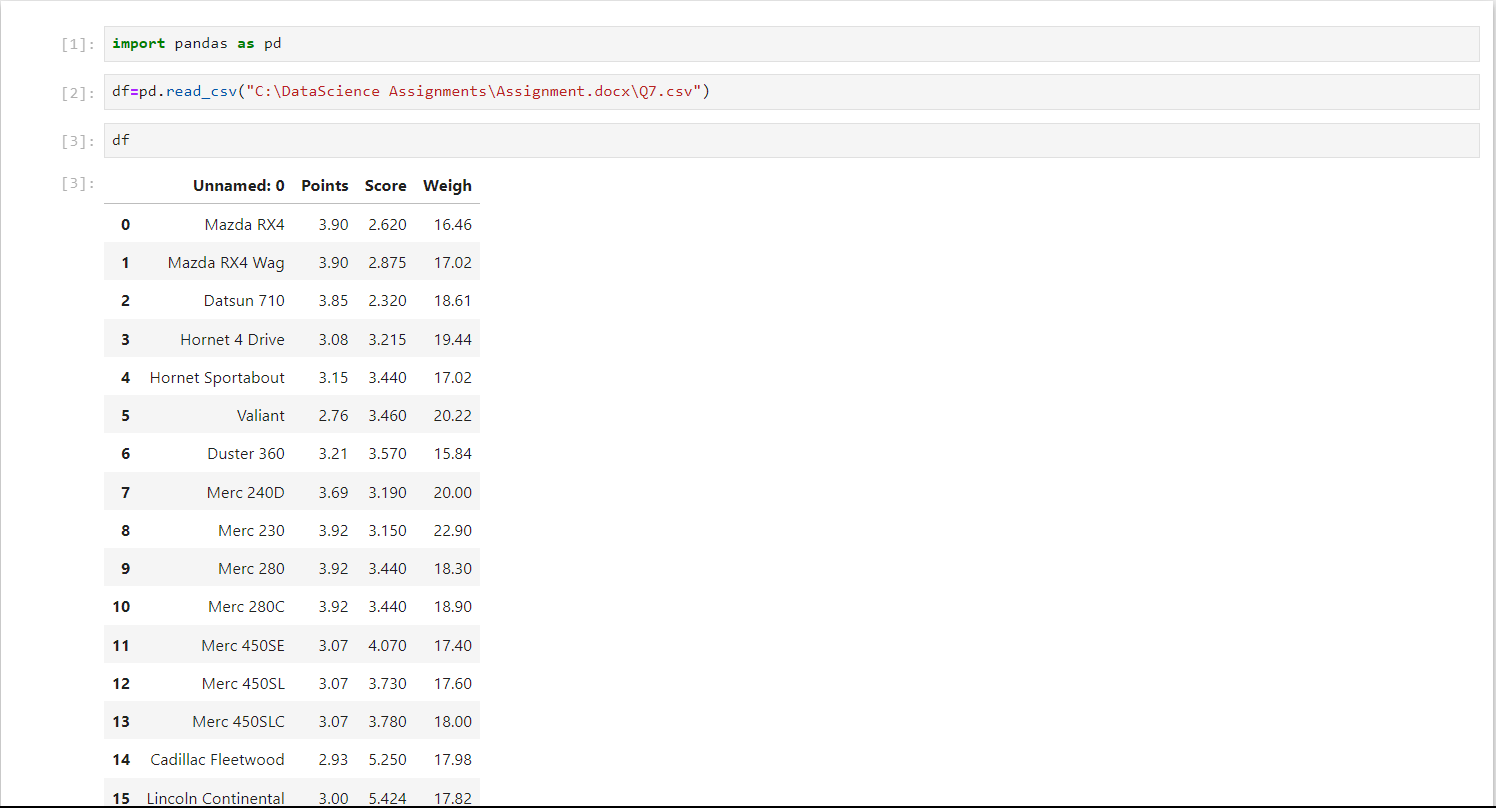 [1]: import pandas as pd
[2]: df=pd.read_csv("C:\DataScience Assignments\Assignment.docx\Q7.csv")
[3]: df
[3]: Unnamed: 0 Points Score Weigh
0 Mazda RX4 3.90 2.620 16.46
1 Mazda RX4 Wag 3.90 2.875 17.02
2 Datsun 710 3.85 2.320 18.61
3 Hornet 4 Drive 3.08 3.215 19.44
4 Hornet Sportabout 3.15 3.440 17.02
5 Valiant 2.76 3.460 20.22
6 Duster 360 3.21 3.570 15.84
7 Merc 240D 3.69 3.190 20.00
8 Merc 230 3.92 3.150 22.90
9 Merc 280 3.92 3.440 18.30
10 Merc 280C 3.92 3.440 18.90
11 Merc 450SE 3.07 4.070 17.40
12 Merc 450SL 3.07 3.730 17.60
13 Merc 450SLC 3.07 3.780 18.00
14 Cadillac Fleetwood 2.93 5.250 17.98
15 Lincoln Continental 3.00 5.424 17.82